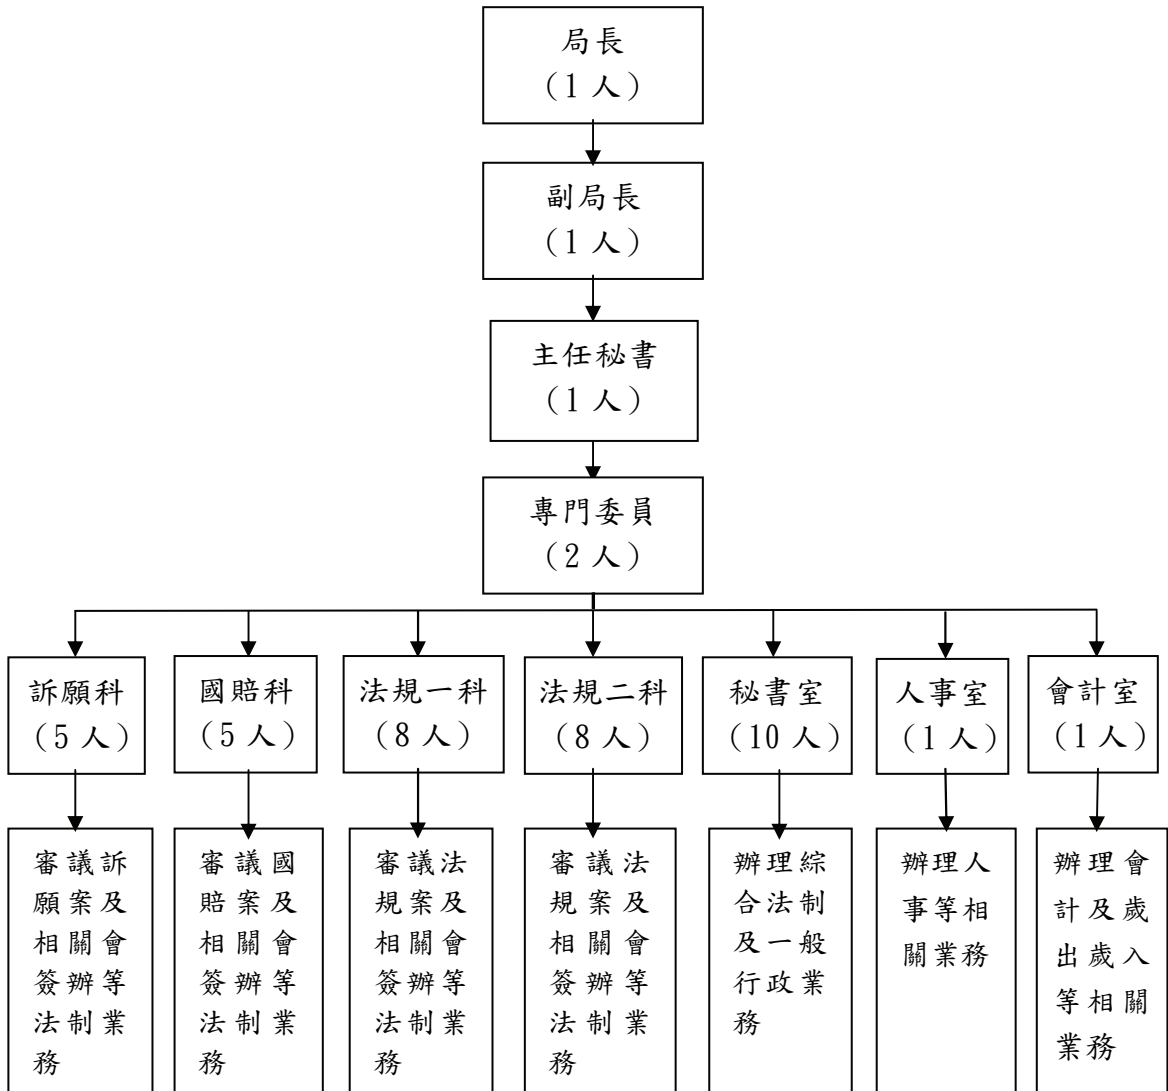 局長
(1人)
副局長
(1人)
主任秘書
(1人)
專門委員
(2人)
訴願科
(5人)
國賠科
(5人)
法規一科
(8人)
法規二科
(8人)
秘書室
(10人)
人事室
(1人)
會計室
(1人)
審議訴
願案及
相關會
簽辦等
法制業
務
審議國
賠案及
相關會
簽辦等
法制業
務
審議法
規案及
相關會
簽辦等
法制業
務
審議法
規案及
相關會
簽辦等
法制業
務
辦理綜
合法制
及一般
行政業
務
辦理人
事等相
關業務
辦理會
計及歲
出歲入
等相關
業務